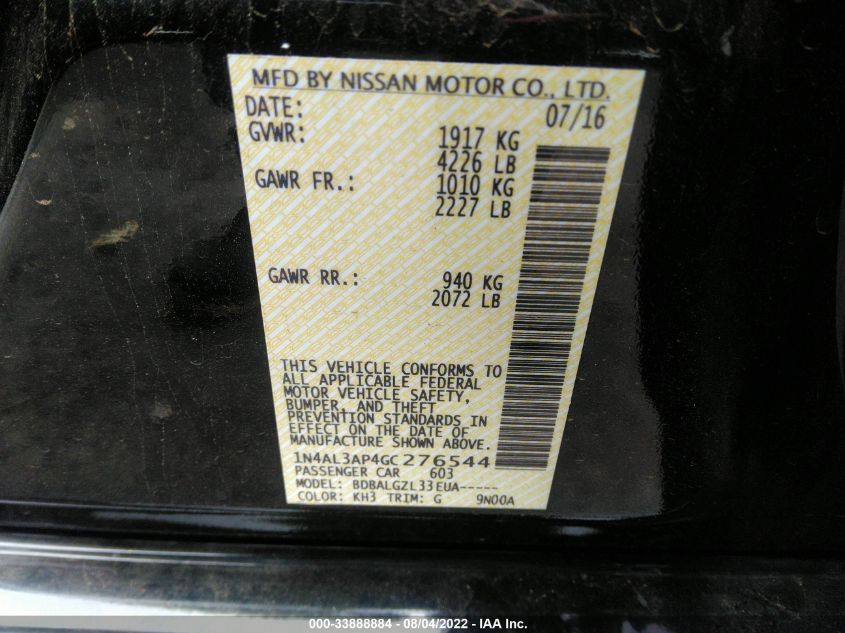 MFD BY NISSAN MOTOR CO., LTD.
DATE: 07/16
GVWR: 1917 KG
4226 LB
GAWR FR.: 1010 KG
2227 LB
GAWR RR.: 940 KG
2072 LB
THIS VEHICLE CONFORMS TO
ALL APPLICABLE FEDERAL
MOTOR VEHICLE SAFETY,
BUMPER, AND THEFT
PREVENTION STANDARDS IN
EFFECT ON THE DATE OF
MANUFACTURE SHOWN ABOVE.
1N4AL3AP4GC276544
PASSENGER CAR 603
MODEL: BDBALGZL33EUA-----
COLOR: KH3 TRIM: G 9N00A
000-33888884 - 08/04/2022 - IAA Inc.